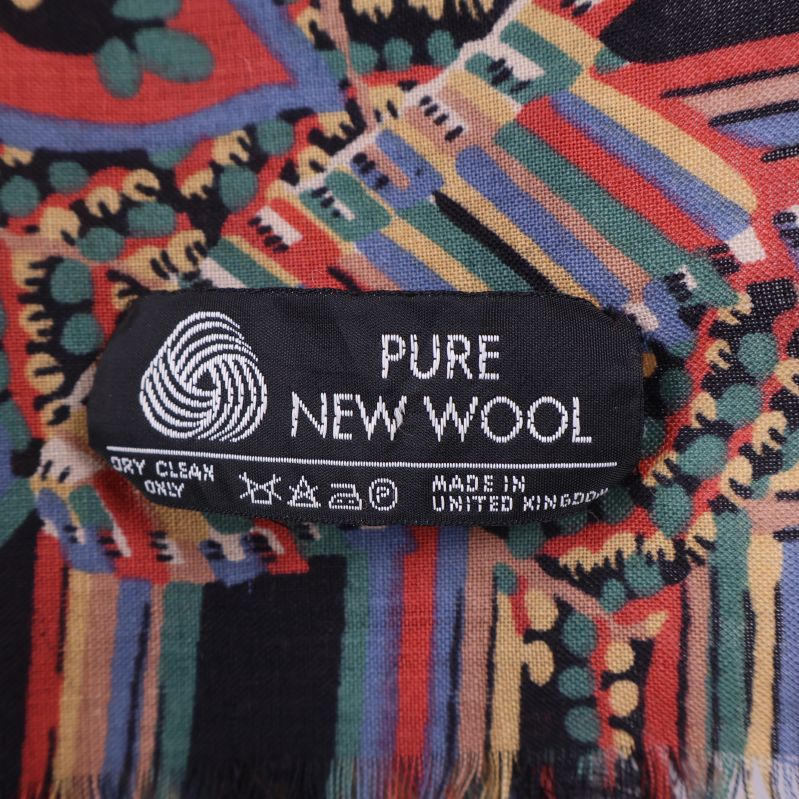 PURE
NEW WOOL
DRY CLEAN
ONLY
P
MADE IN
UNITED KINGDOM